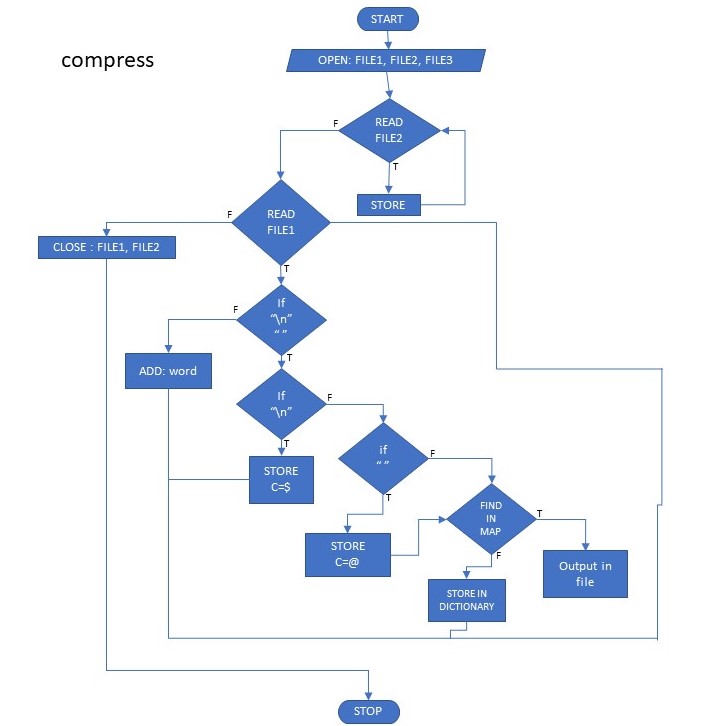 START
compress
OPEN: FILE1, FILE2, FILE3
F
READ
FILE2
T
STORE
F
READ
FILE1
CLOSE : FILE1, FILE2
T
If
F
“\n”
“ ”
T
ADD: word
If
“\n”
F
T
if
“ ”
F
STORE
C=$
T
FIND
IN
MAP
T
STORE
C=@
F
Output in
file
STORE IN
DICTIONARY
STOP